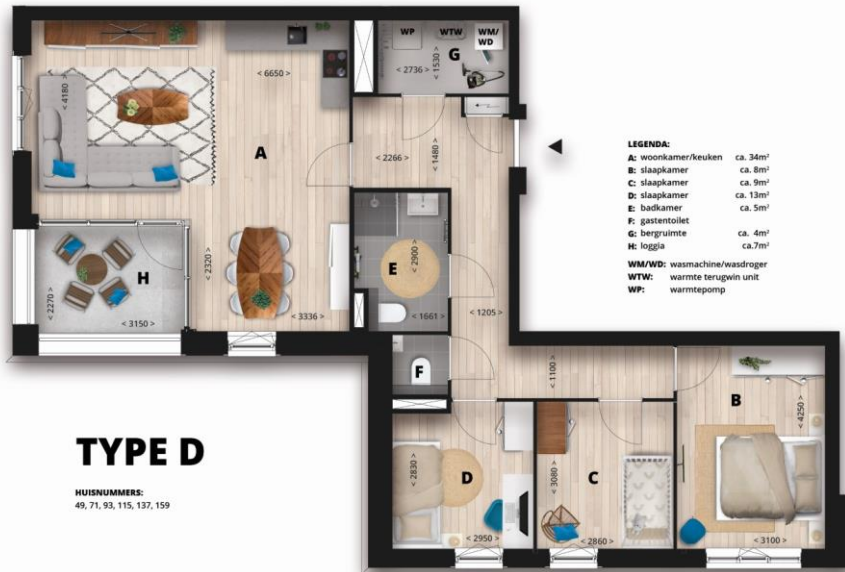 WP
WTW
WM/
WD
G
< 2736 >
< 1530 >
< 6650 >
< 4180 >
A
< 2266 >
< 1480 >
LEGENDA:
A: woonkamer/keuken ca. 34m²
B: slaapkamer ca. 8m²
C: slaapkamer ca. 9m²
D: slaapkamer ca. 13m²
E: badkamer ca. 5m²
F: gastentoilet
G: bergruimte ca. 4m²
H: loggia ca.7m²
WM/WD: wasmachine/wasdroger
WTW: warmte terugwin unit
WP: warmtepomp
H
< 2320 >
< 2270 >
< 3150 >
< 3336 >
E
< 2900 >
< 1661 >
< 1205 >
F
< 1100 >
B
< 4250 >
< 2830 >
D
< 2950 >
< 3080 >
C
< 2860 >
< 3100 >
TYPE D
HUISNUMMERS:
49, 71, 93, 115, 137, 159